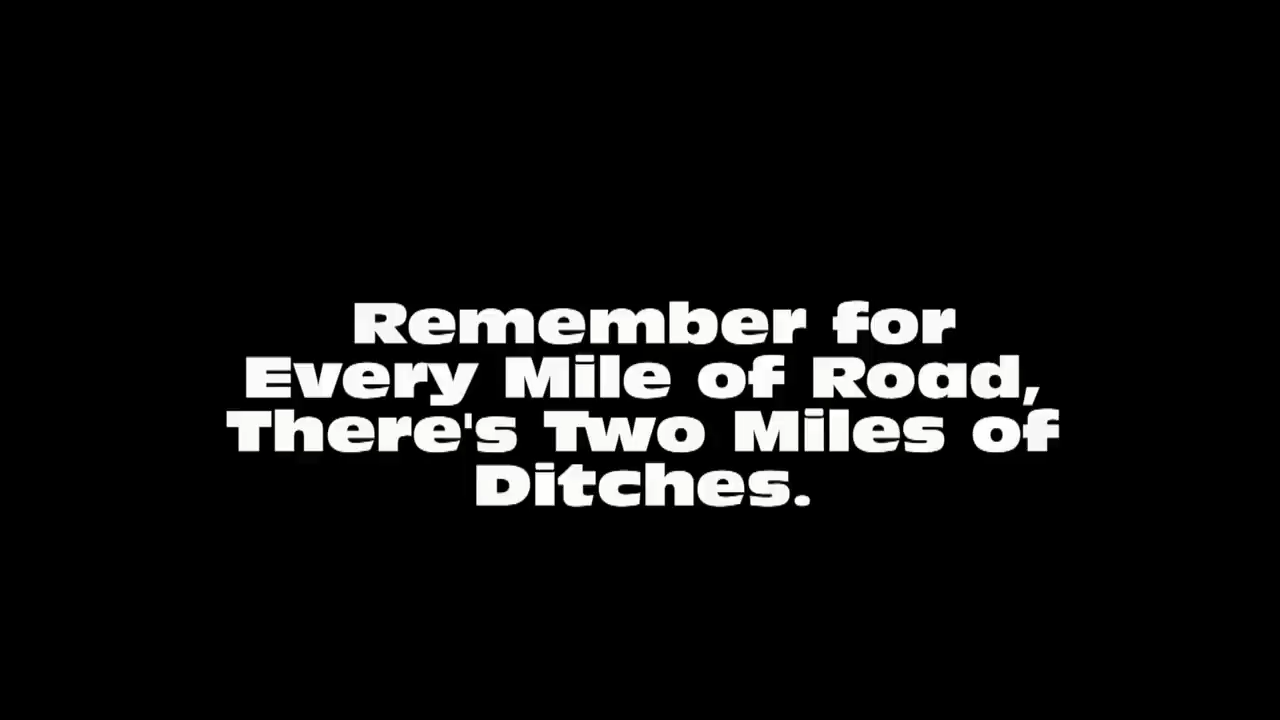 Remember for
Every Mile of Road,
There's Two Miles of
Ditches.